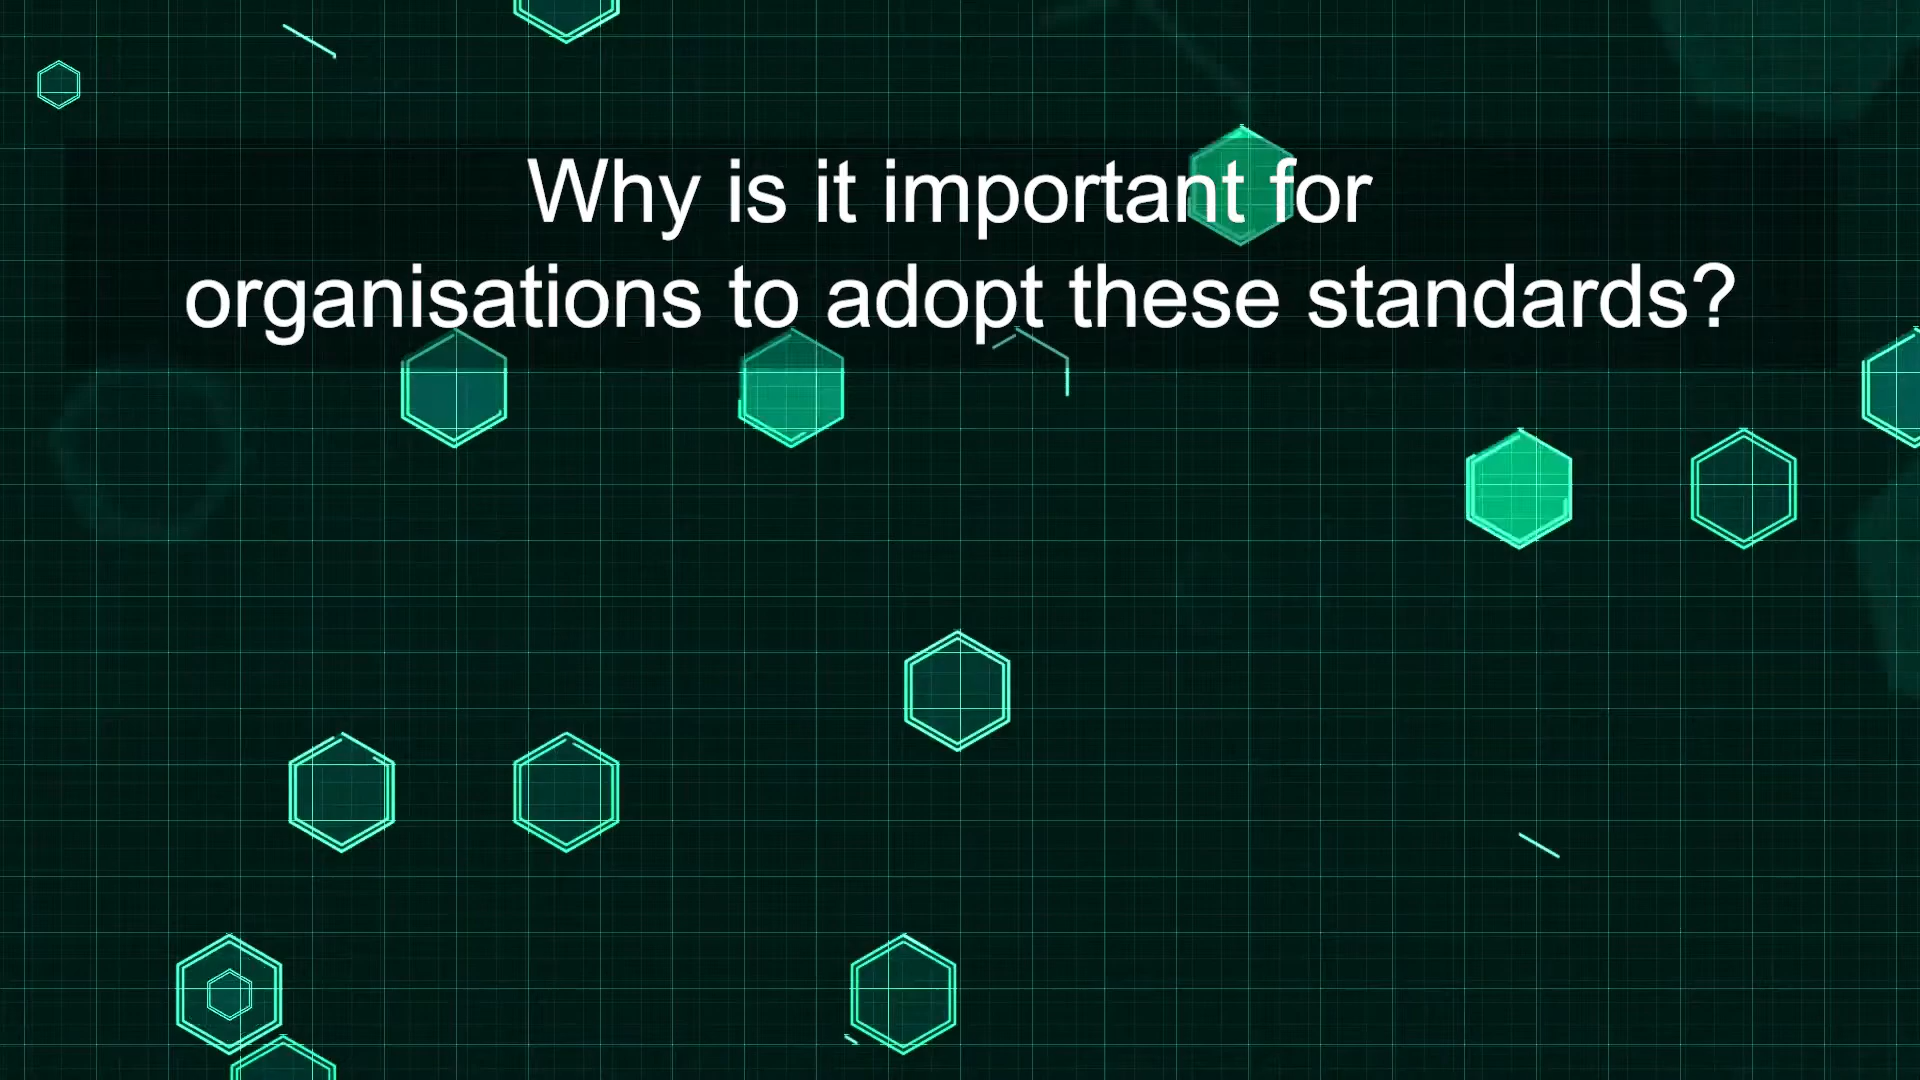 Why is it important for
organisations to adopt these standards?